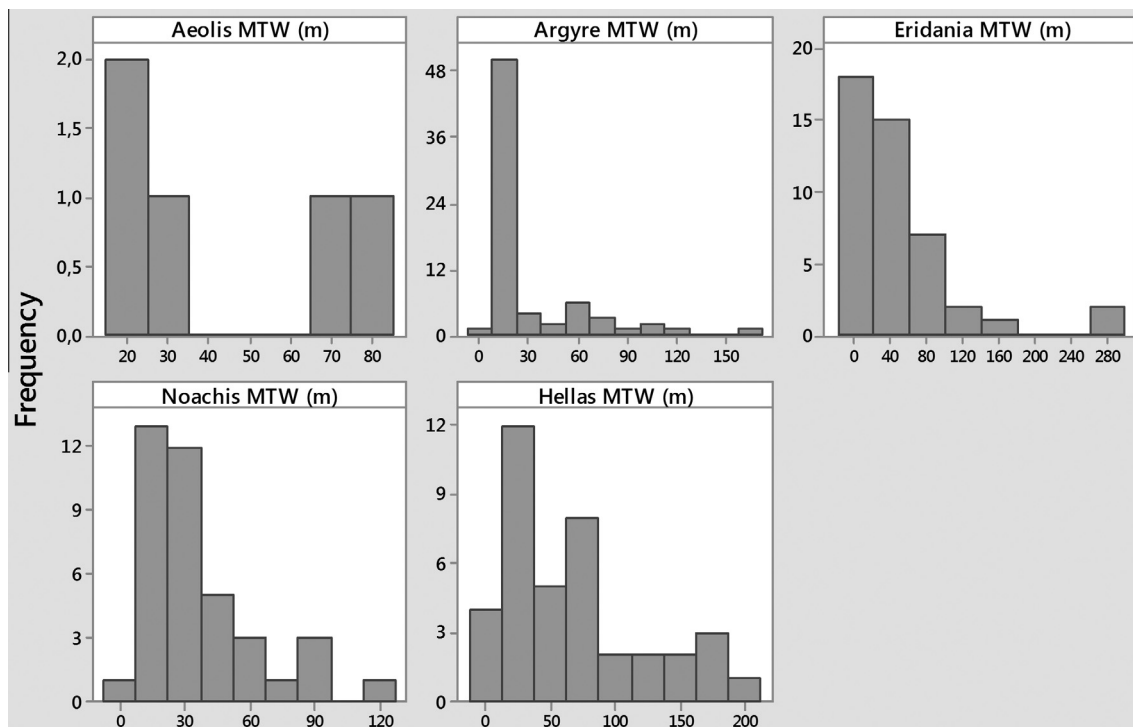 Frequency
Aeolis MTW (m)
2,0
1,5
1,0
0,5
0,0
20 30 40 50 60 70 80
Argyre MTW (m)
48
36
24
12
0
0 30 60 90 120 150
Eridania MTW (m)
20
15
10
5
0
0 40 80 120 160 200 240 280
Noachis MTW (m)
12
9
6
3
0
0 30 60 90 120
Hellas MTW (m)
12
9
6
3
0
0 50 100 150 200